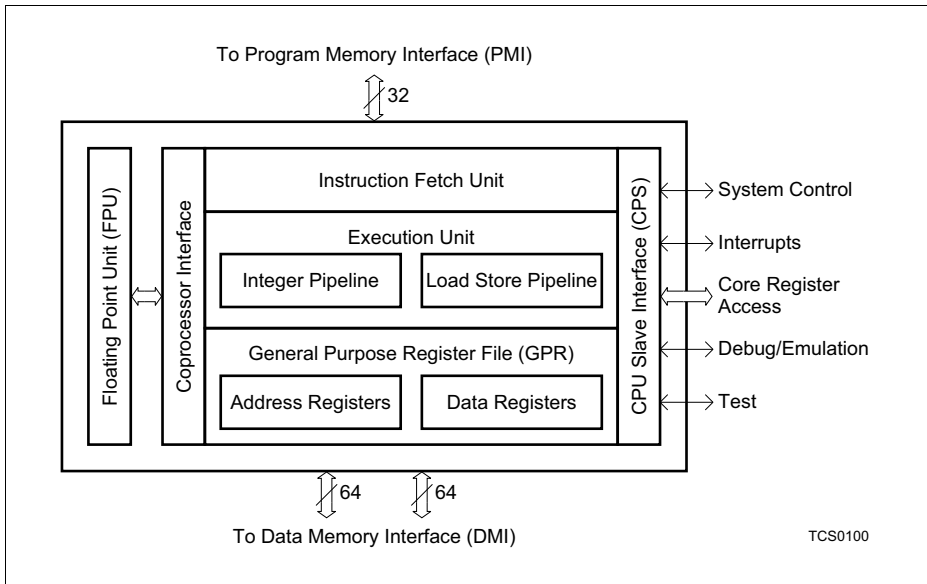 To Program Memory Interface (PMI)
32
Floating Point Unit (FPU)
Coprocessor Interface
Instruction Fetch Unit
Execution Unit
Integer Pipeline
Load Store Pipeline
General Purpose Register File (GPR)
Address Registers
Data Registers
CPU Slave Interface (CPS)
System Control
Interrupts
Core Register
Access
Debug/Emulation
Test
64
64
To Data Memory Interface (DMI)
TCS0100